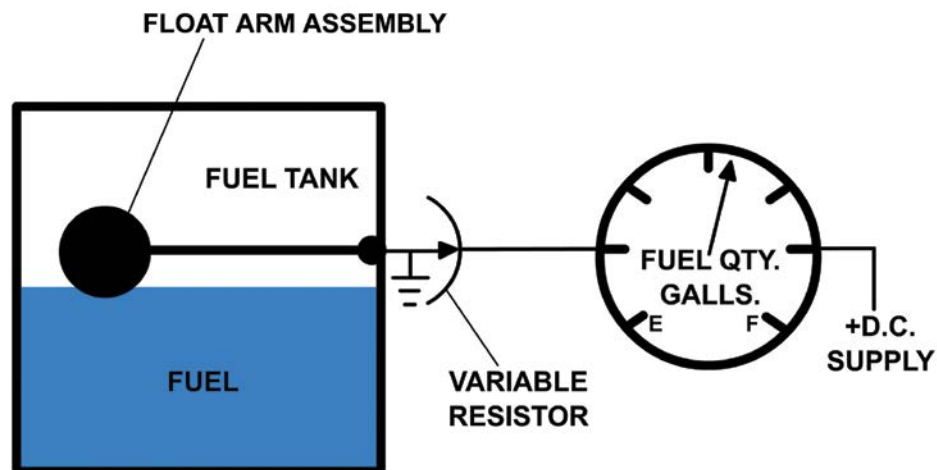 FLOAT ARM ASSEMBLY
FUEL TANK
FUEL QTY.
GALLS.
E
F
+D.C.
SUPPLY
FUEL
VARIABLE
RESISTOR